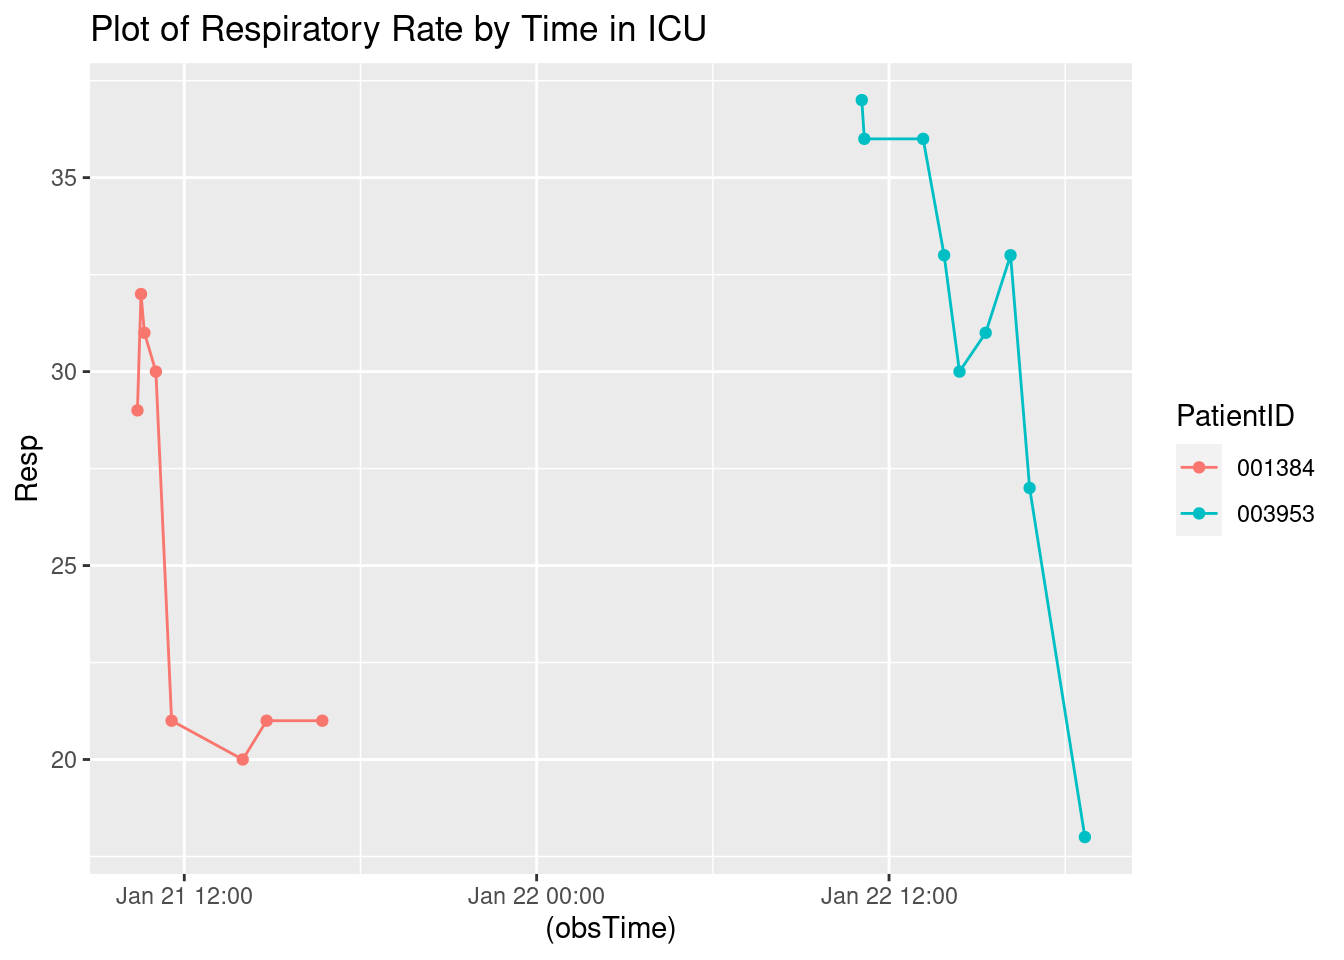 Plot of Respiratory Rate by Time in ICU
Resp
35
30
25
20
Jan 21 12:00
Jan 22 00:00
Jan 22 12:00
(obsTime)
PatientID
001384
003953